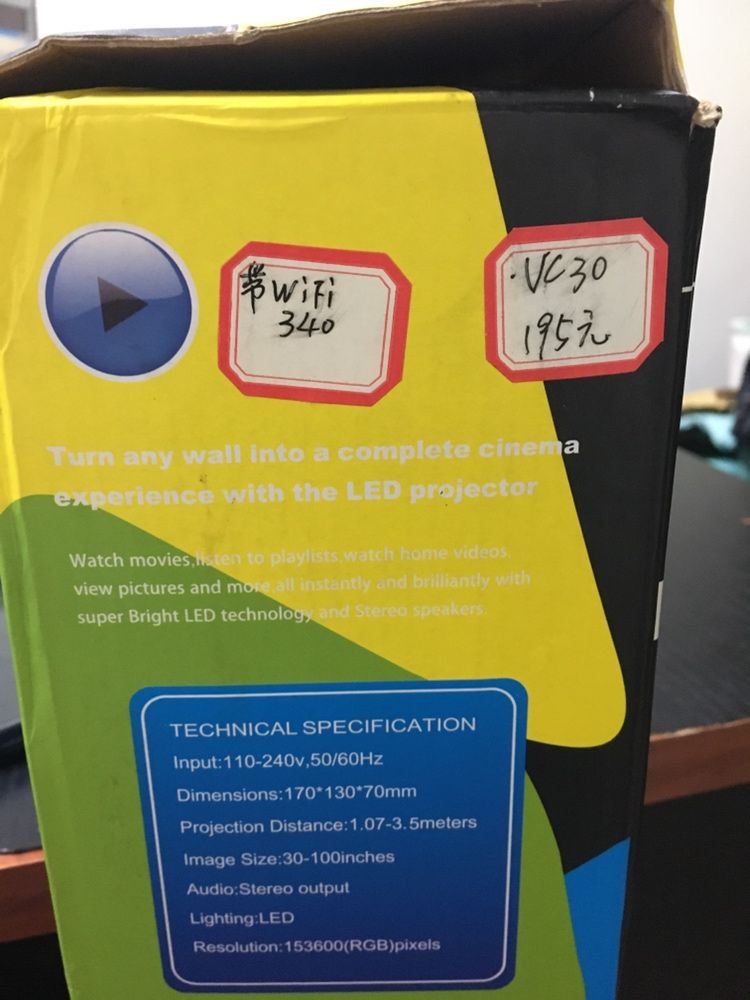 带WiFi
340
·VC30
195元
Turn any wall into a complete cinema
experience with the LED projector
Watch movies,listen to playlists,watch home videos,
view pictures and more,all instantly and brilliantly with
super Bright LED technology and Stereo speakers.
TECHNICAL SPECIFICATION
Input:110-240v,50/60Hz
Dimensions:170*130*70mm
Projection Distance:1.07-3.5meters
Image Size:30-100inches
Audio:Stereo output
Lighting:LED
Resolution:153600(RGB)pixels